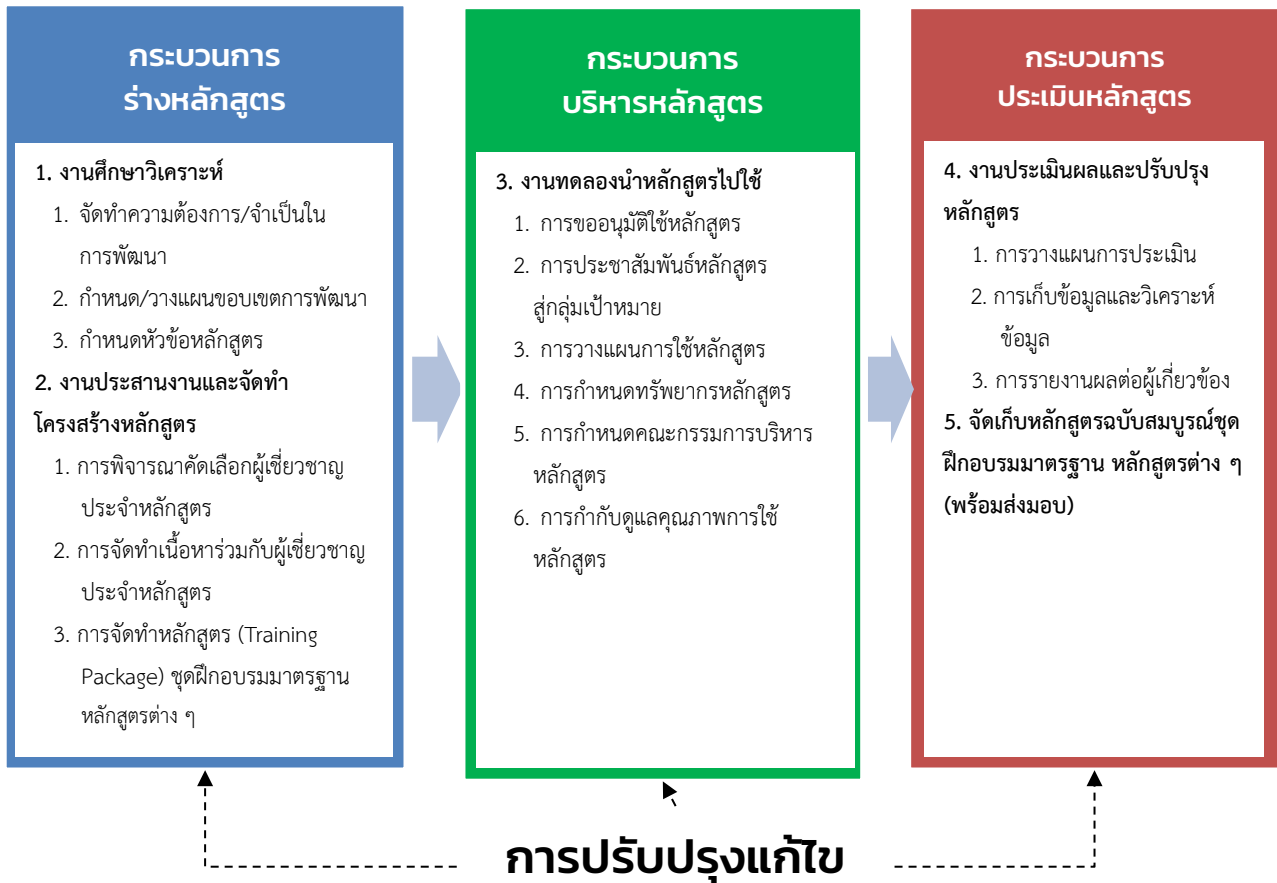 กระบวนการ
ร่างหลักสูตร
1. งานศึกษาวิเคราะห์
1. จัดทำความต้องการ/จำเป็นใน
การพัฒนา
2. กำหนด/วางแผนขอบเขตการพัฒนา
3. กำหนดหัวข้อหลักสูตร
2. งานประสานงานและจัดทำ
โครงสร้างหลักสูตร
1. การพิจารณาคัดเลือกผู้เชี่ยวชาญ
ประจำหลักสูตร
2. การจัดทำเนื้อหาร่วมกับผู้เชี่ยวชาญ
ประจำหลักสูตร
3. การจัดทำหลักสูตร (Training
Package) ชุดฝึกอบรมมาตรฐาน
หลักสูตรต่าง ๆ
กระบวนการ
บริหารหลักสูตร
3. งานทดลองนำหลักสูตรไปใช้
1. การขออนุมัติใช้หลักสูตร
2. การประชาสัมพันธ์หลักสูตร
สู่กลุ่มเป้าหมาย
3. การวางแผนการใช้หลักสูตร
4. การกำหนดทรัพยากรหลักสูตร
5. การกำหนดคณะกรรมการบริหาร
หลักสูตร
6. การกำกับดูแลคุณภาพการใช้
หลักสูตร
กระบวนการ
ประเมินหลักสูตร
4. งานประเมินผลและปรับปรุง
หลักสูตร
1. การวางแผนการประเมิน
2. การเก็บข้อมูลและวิเคราะห์
ข้อมูล
3. การรายงานผลต่อผู้เกี่ยวข้อง
5. จัดเก็บหลักสูตรฉบับสมบูรณ์ชุด
ฝึกอบรมมาตรฐาน หลักสูตรต่าง ๆ
(พร้อมส่งมอบ)
การปรับปรุงแก้ไข